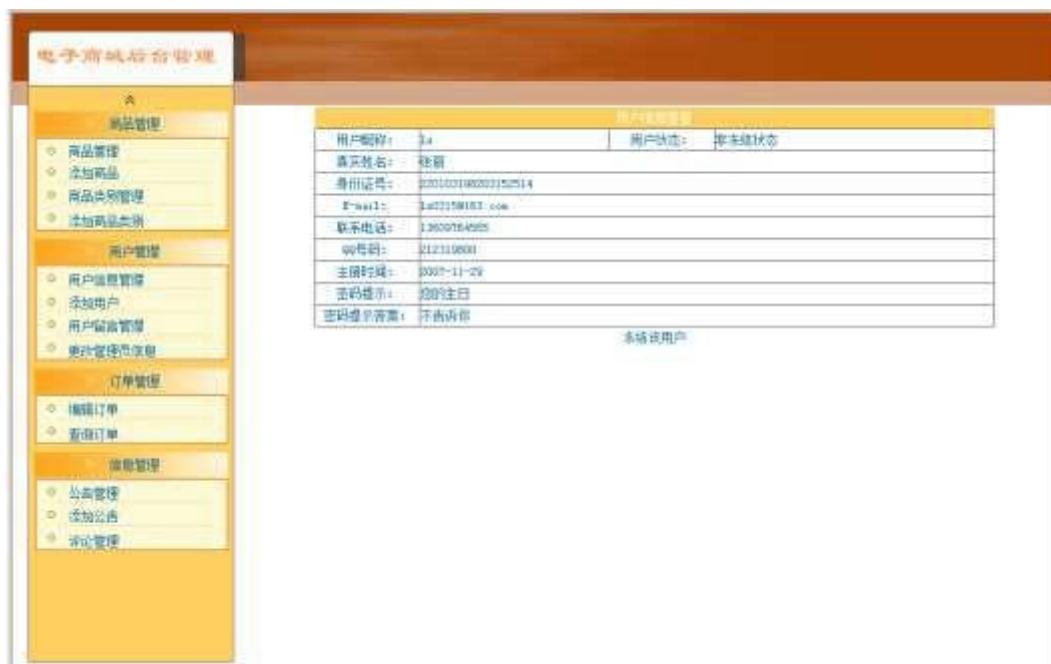 电子商城后台管理
商品管理
商品管理
添加商品
商品类别管理
添加商品类别
用户管理
用户信息管理
添加用户
用户留言管理
更改管理员信息
订单管理
编辑订单
查询订单
信息管理
公告管理
添加公告
评论管理
用户昵称： 用户状态： 非冻结状态
真实姓名：
身份证号：
E-mail:
联系电话：
QQ号码：
注册时间： 2007-11-29
密码提示： 您的生日
密码提示答案： 不告诉你
冻结该用户